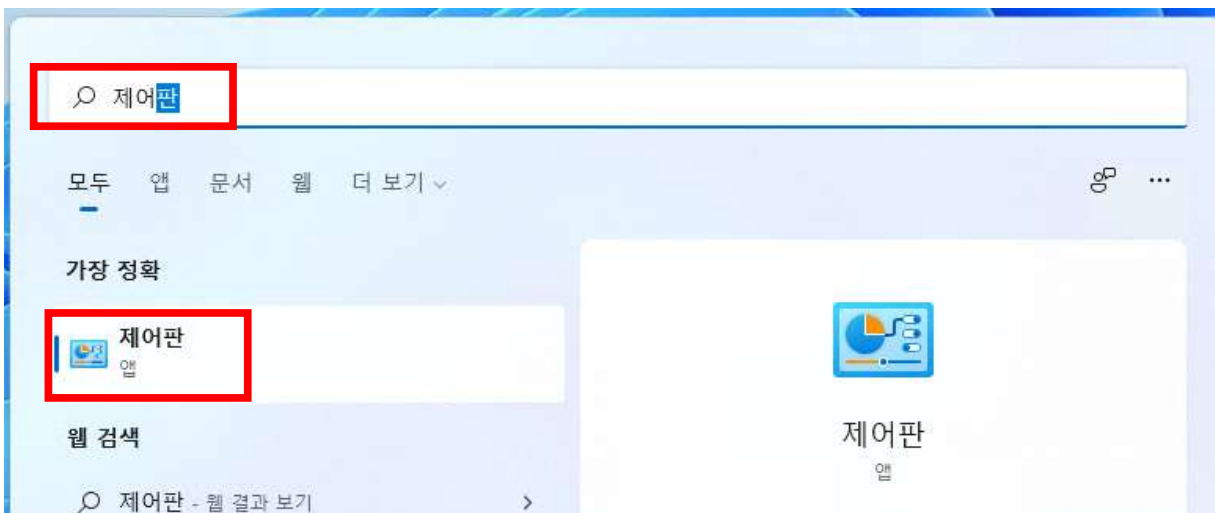 제어판
모두 앱 문서 웹 더 보기
가장 정확
제어판
앱
웹 검색
제어판 - 웹 결과 보기
제어판
앱